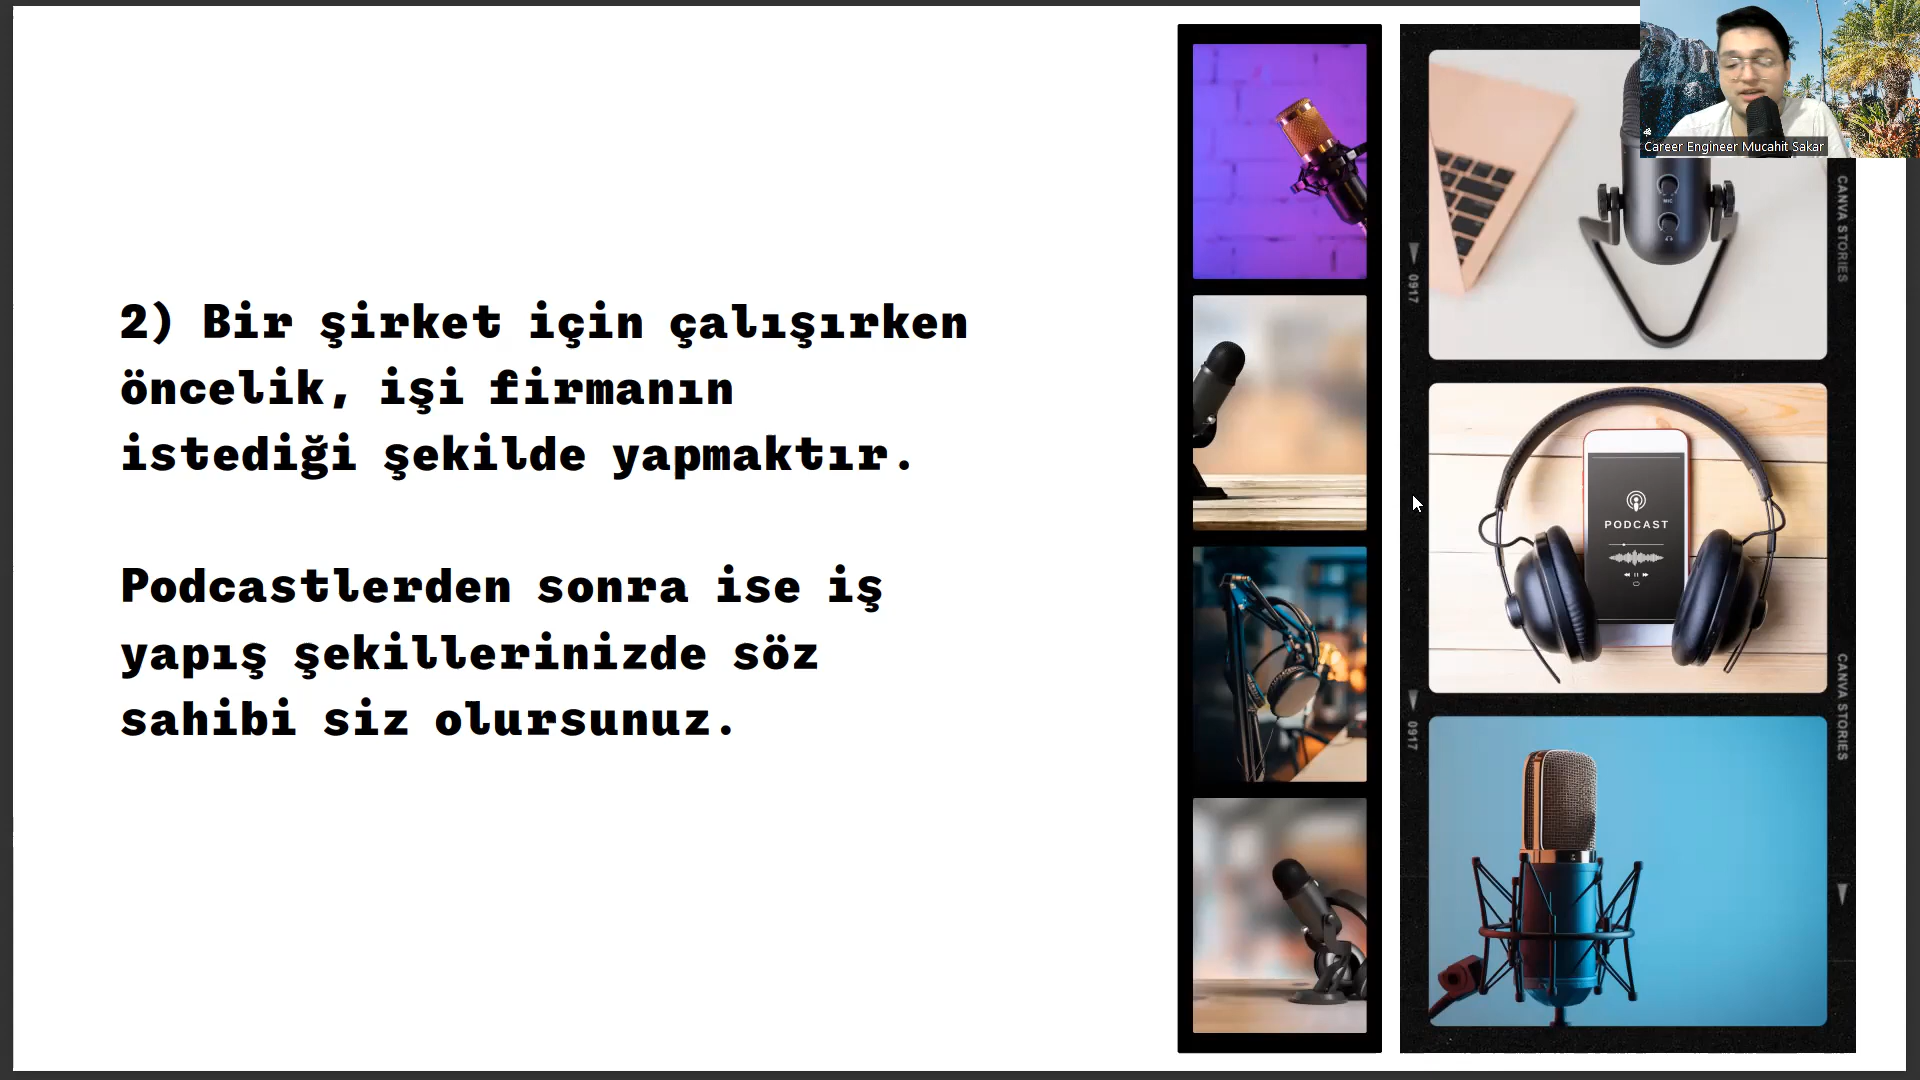 2) Bir şirket için çalışırken
öncelik, işi firmanın
istediği şekilde yapmaktır.
Podcastlerden sonra ise iş
yapış şekillerinizde söz
sahibi siz olursunuz.
Career Engineer Mucahit Sakar
MIC
CANVA STORIES
0917
PODCAST
CANVA STORIES
0917